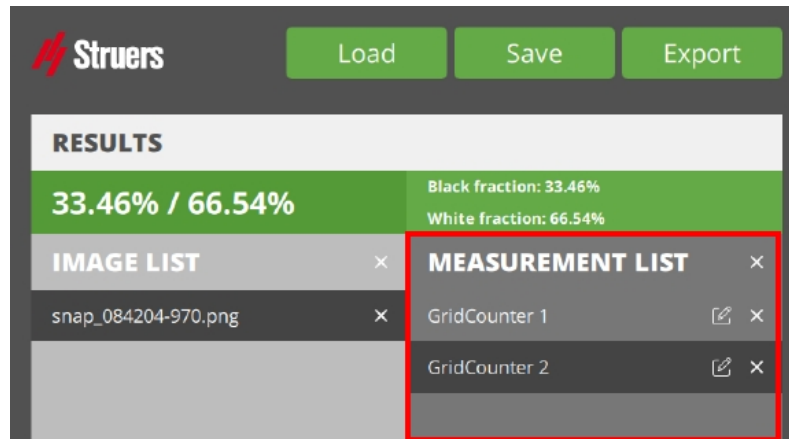 Struers
Load
Save
Export
RESULTS
33.46% / 66.54%
Black fraction: 33.46%
White fraction: 66.54%
IMAGE LIST ×
MEASUREMENT LIST ×
snap_084204-970.png ×
GridCounter 1 ×
GridCounter 2 ×